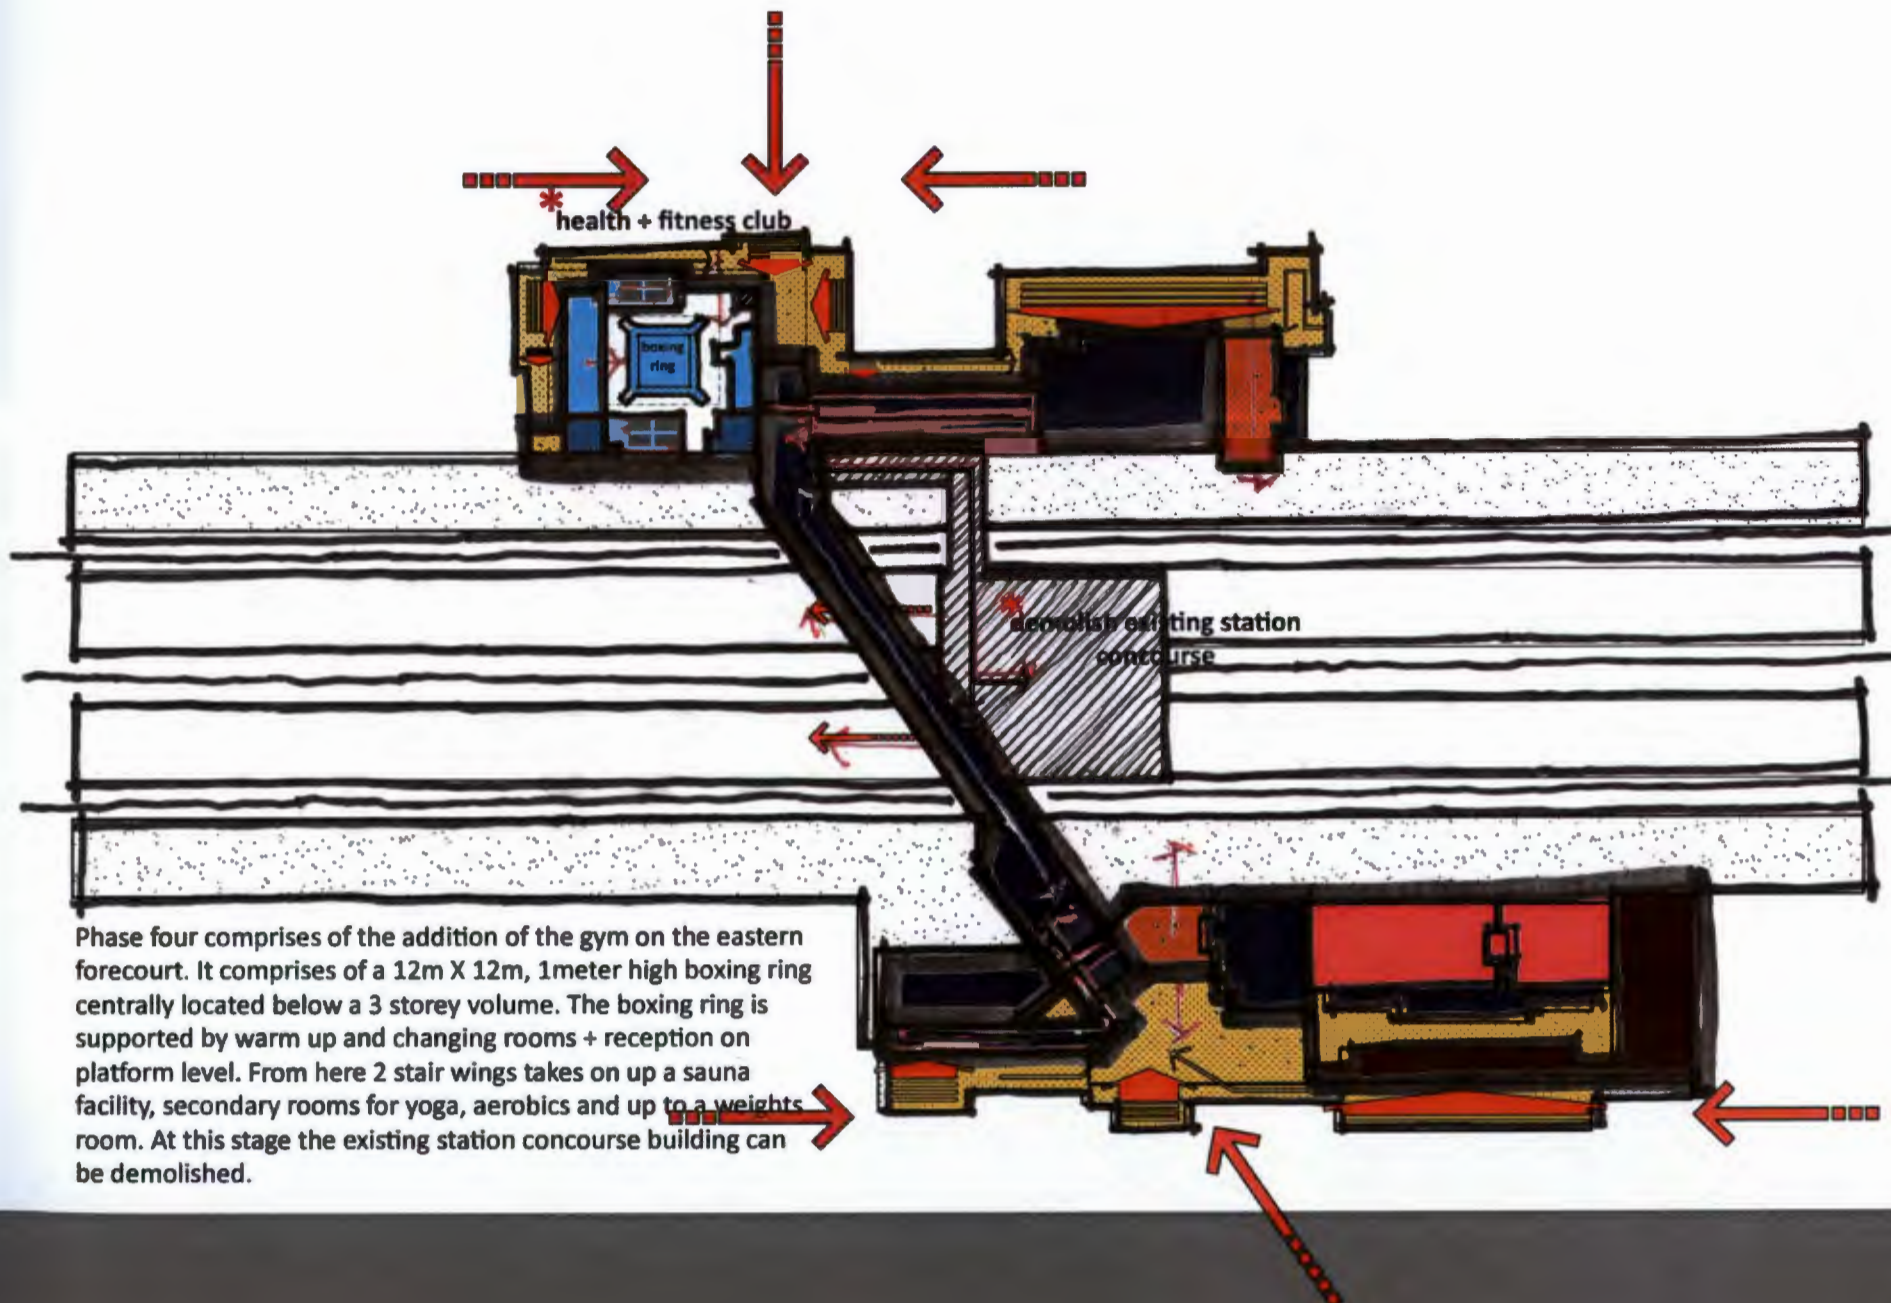 *health + fitness club
boxing
ring
*demolish existing station
concourse
Phase four comprises of the addition of the gym on the eastern
forecourt. It comprises of a 12m X 12m, 1meter high boxing ring
centrally located below a 3 storey volume. The boxing ring is
supported by warm up and changing rooms + reception on
platform level. From here 2 stair wings takes on up a sauna
facility, secondary rooms for yoga, aerobics and up to a weights
room. At this stage the existing station concourse building can
be demolished.